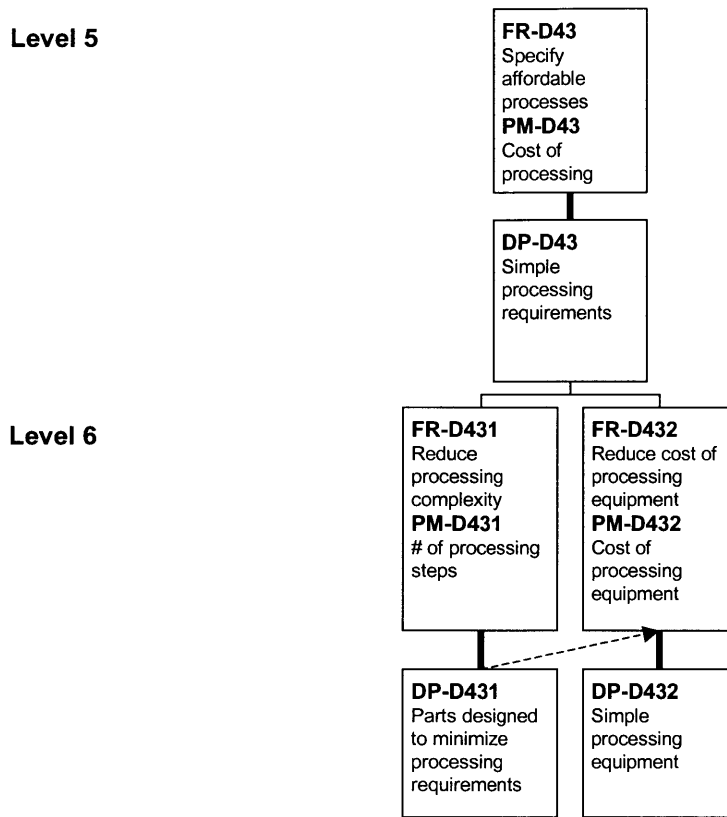 Level 5
FR-D43
Specify
affordable
processes
PM-D43
Cost of
processing
DP-D43
Simple
processing
requirements
Level 6
FR-D431
Reduce
processing
complexity
PM-D431
# of processing
steps
FR-D432
Reduce cost of
processing
equipment
PM-D432
Cost of
processing
equipment
DP-D431
Parts designed
to minimize
processing
requirements
DP-D432
Simple
processing
equipment